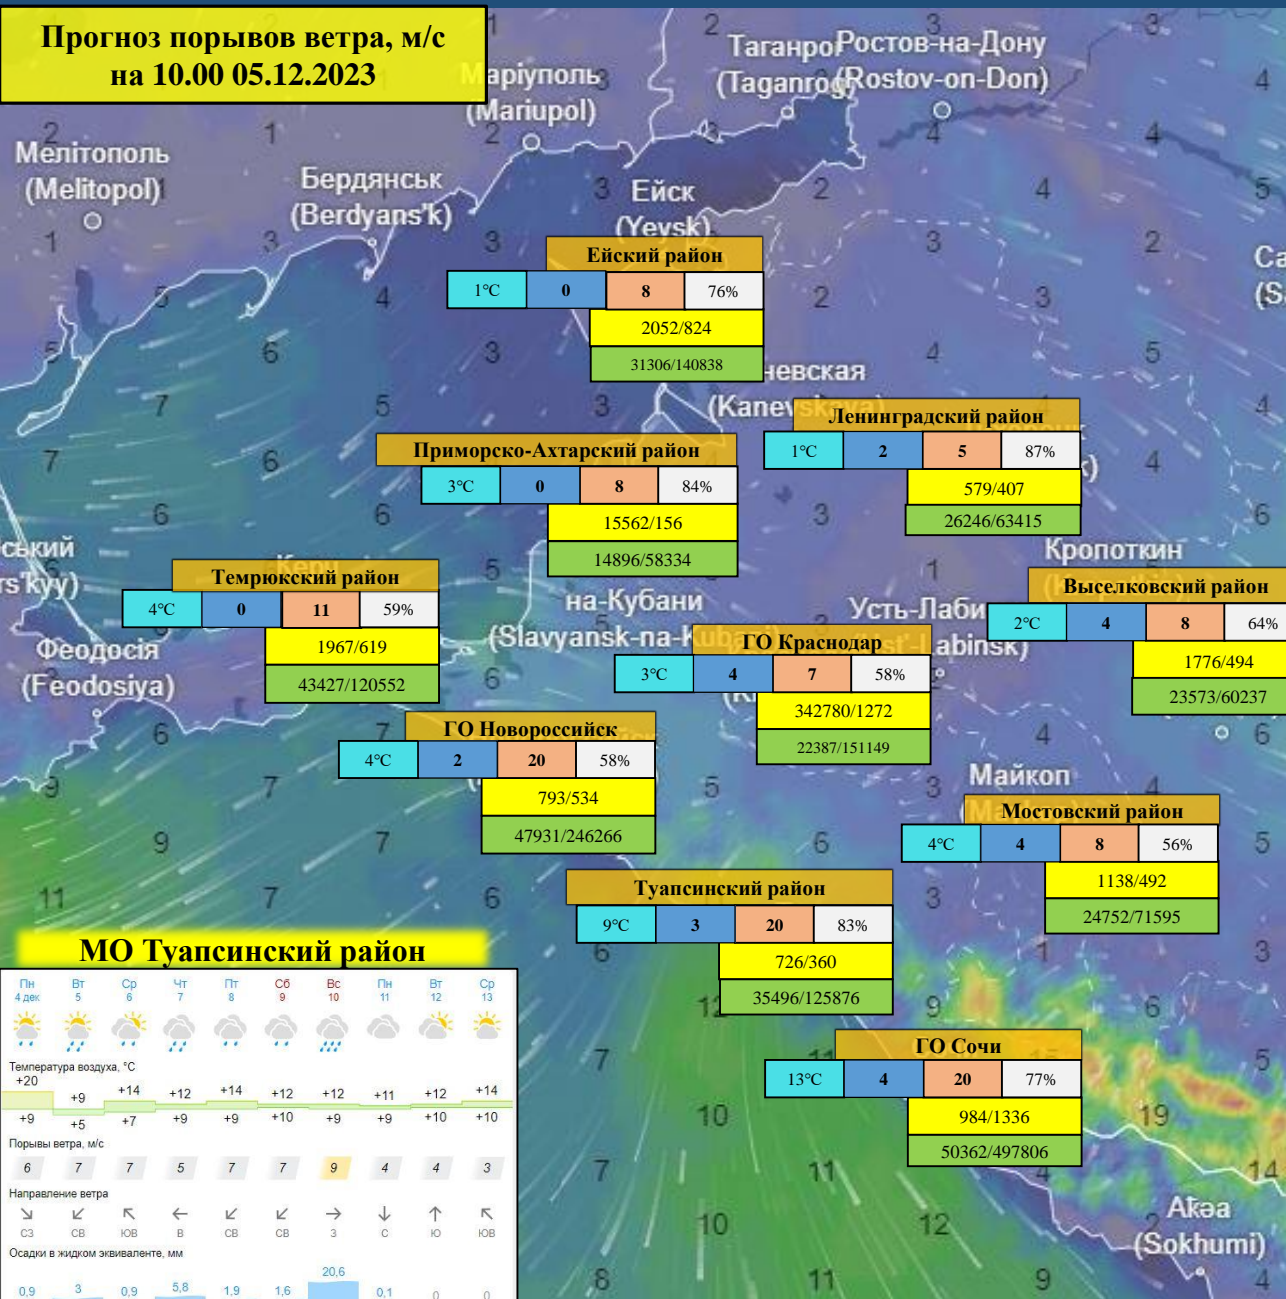 Прогноз порывов ветра, м/с
на 10.00 05.12.2023
Таганрог
(Taganrog)
Ростов-на-Дону
(Rostov-on-Don)
Маріуполь
(Mariupol)
Мелітополь
(Melitopol)
Бердянськ
(Berdyans'k)
Ейск
(Yeysk)
Ейский район
1°C 0 8 76%
2052/824
31306/140838
невская
(Kanevskaya)
Ленинградский район
1°C 2 5 87%
579/407
26246/63415
Приморско-Ахтарский район
3°C 0 8 84%
15562/156
14896/58334
Кропоткин
Темрюкский район
4°C 0 11 59%
1967/619
43427/120552
Феодосія
(Feodosiya)
на-Кубани
(Slavyansk-na-Kubani)
Усть-Лаби
Выселковский район
2°C 4 8 64%
1776/494
23573/60237
ГО Краснодар
3°C 4 7 58%
342780/1272
22387/151149
ГО Новороссийск
4°C 2 20 58%
793/534
47931/246266
Майкоп
Мостовский район
4°C 4 8 56%
1138/492
24752/71595
Туапсинский район
9°C 3 20 83%
726/360
35496/125876
ГО Сочи
13°C 4 20 77%
984/1336
50362/497806
Аҟəа
(Sokhumi)
МО Туапсинский район
Пн Вт Ср Чт Пт Сб Вс Пн Вт Ср
4 дек 5 6 7 8 9 10 11 12 13
Температура воздуха, °C
+20 +9 +14 +12 +14 +12 +12 +11 +12 +14
+9 +5 +7 +9 +9 +10 +9 +9 +10 +10
Порывы ветра, м/с
6 7 7 5 7 7 9 4 4 3
Направление ветра
СЗ СВ ЮВ В СВ СВ З С Ю ЮВ
Осадки в жидком эквиваленте, мм
0,9 3 0,9 5,8 1,9 1,6 20,6 0,1 0 0